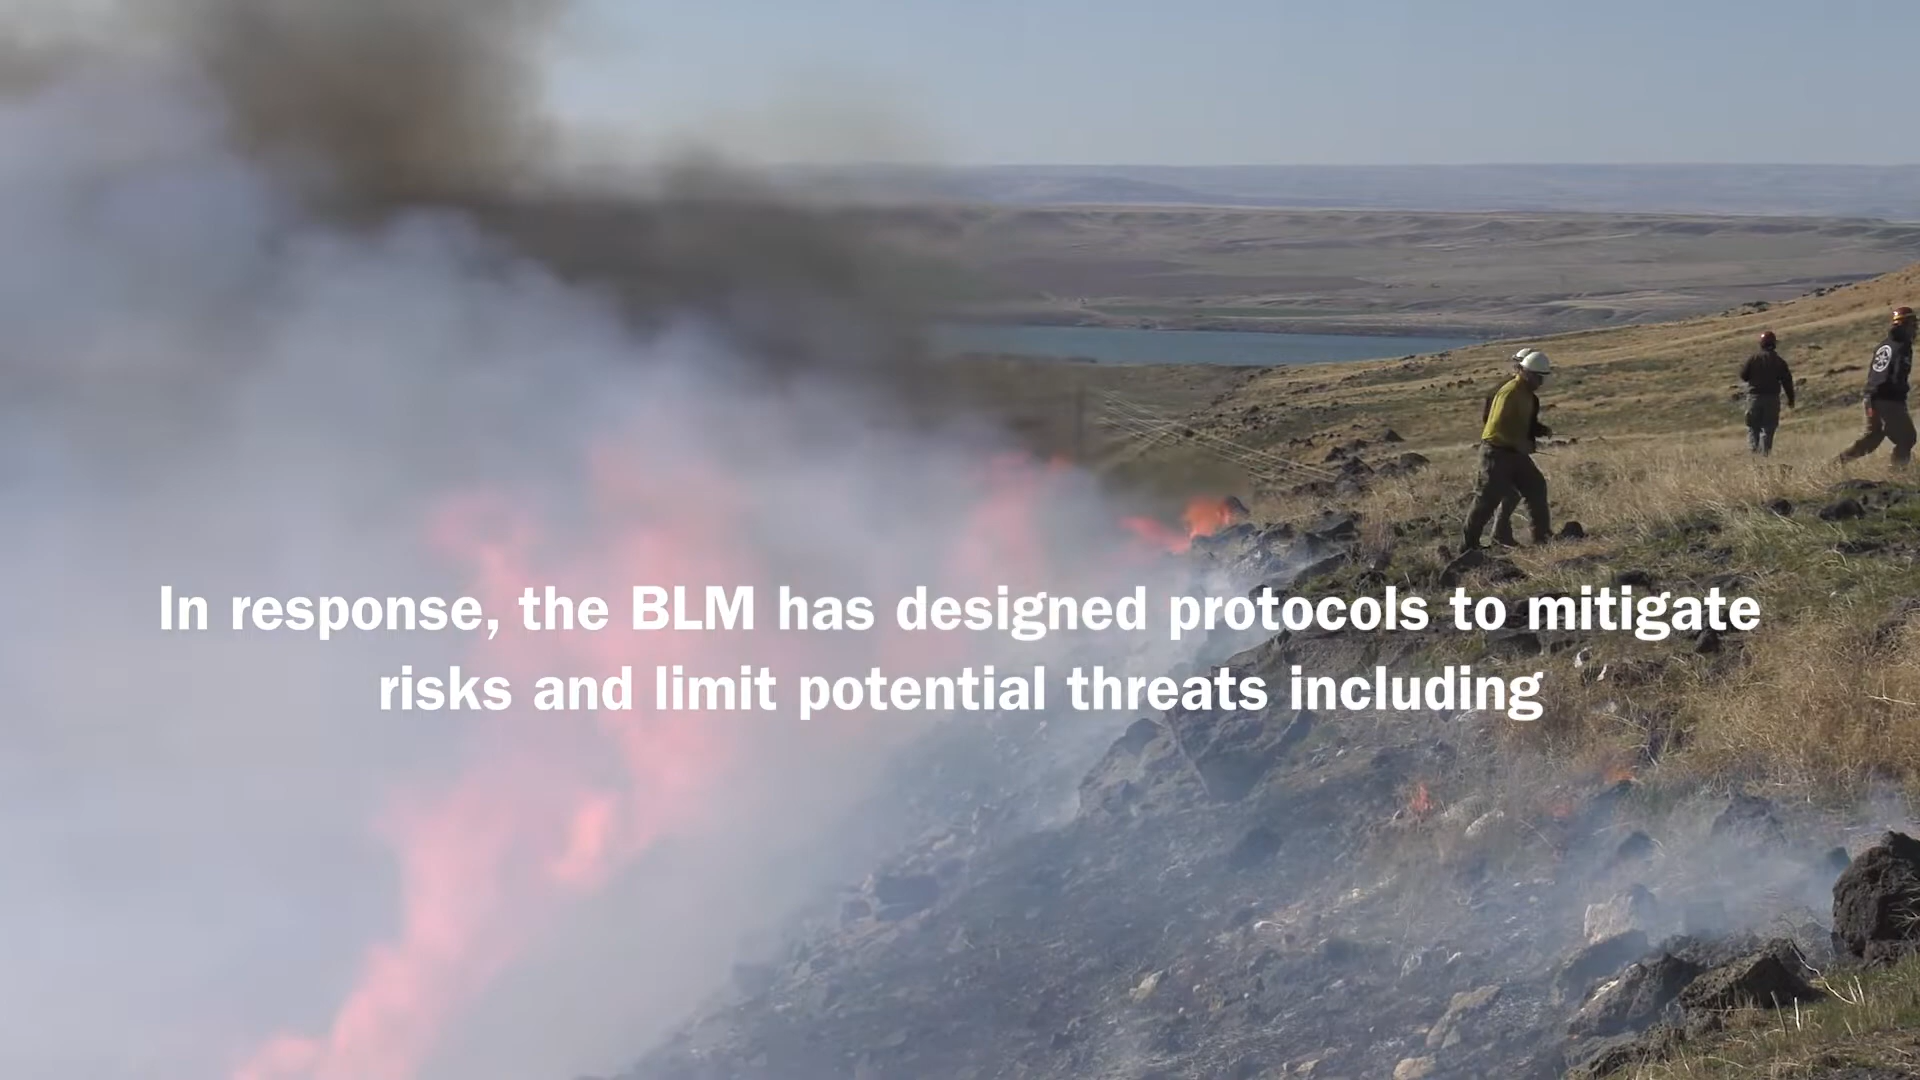 In response, the BLM has designed protocols to mitigate
risks and limit potential threats including